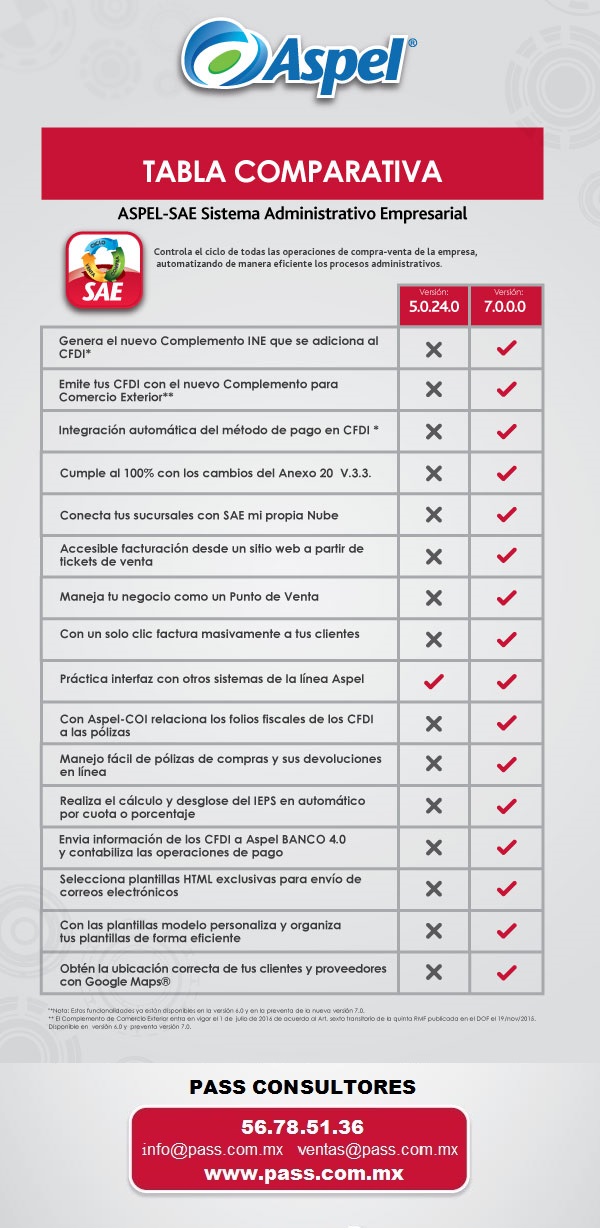 Aspel®
TABLA COMPARATIVA
ASPEL-SAE Sistema Administrativo Empresarial
CICLO
COMPRA
VENTA
SAE
Controla el ciclo de todas las operaciones de compra-venta de la empresa,
automatizando de manera eficiente los procesos administrativos.
Versión: Versión:
5.0.24.0 7.0.0.0
Genera el nuevo Complemento INE que se adiciona al
CFDI*
Emite tus CFDI con el nuevo Complemento para
Comercio Exterior**
Integración automática del método de pago en CFDI *
Cumple al 100% con los cambios del Anexo 20 V.3.3.
Conecta tus sucursales con SAE mi propia Nube
Accesible facturación desde un sitio web a partir de
tickets de venta
Maneja tu negocio como un Punto de Venta
Con un solo clic factura masivamente a tus clientes
Práctica interfaz con otros sistemas de la línea Aspel
Con Aspel-COI relaciona los folios fiscales de los CFDI
a las pólizas
Manejo fácil de pólizas de compras y sus devoluciones
en línea
Realiza el cálculo y desglose del IEPS en automático
por cuota o porcentaje
Envia información de los CFDI a Aspel BANCO 4.0
y contabiliza las operaciones de pago
Selecciona plantillas HTML exclusivas para envío de
correos electrónicos
Con las plantillas modelo personaliza y organiza
tus plantillas de forma eficiente
Obtén la ubicación correcta de tus clientes y proveedores
con Google Maps®
**Nota: Estas funcionalidades ya están disponibles en la versión 6.0 y en la preventa de la nueva versión 7.0.
** El Complemento de Comercio Exterior entra en vigor el 1 de julio de 2016 de acuerdo al Art. sexto transitorio de la quinta RMF publicada en el DOF el 19/nov/2015.
Disponible en versión 6.0 y preventa versión 7.0.
PASS CONSULTORES
56.78.51.36
info@pass.com.mx ventas@pass.com.mx
www.pass.com.mx